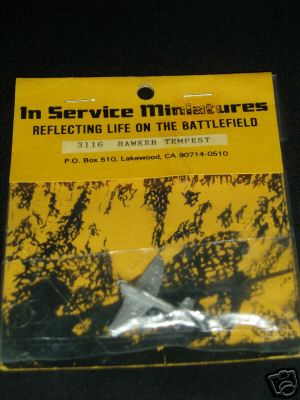 In Service Miniatures
REFLECTING LIFE ON THE BATTLEFIELD
3116 HAWKER TEMPEST
P.O. Box 510, Lakewood, CA 90714-0510